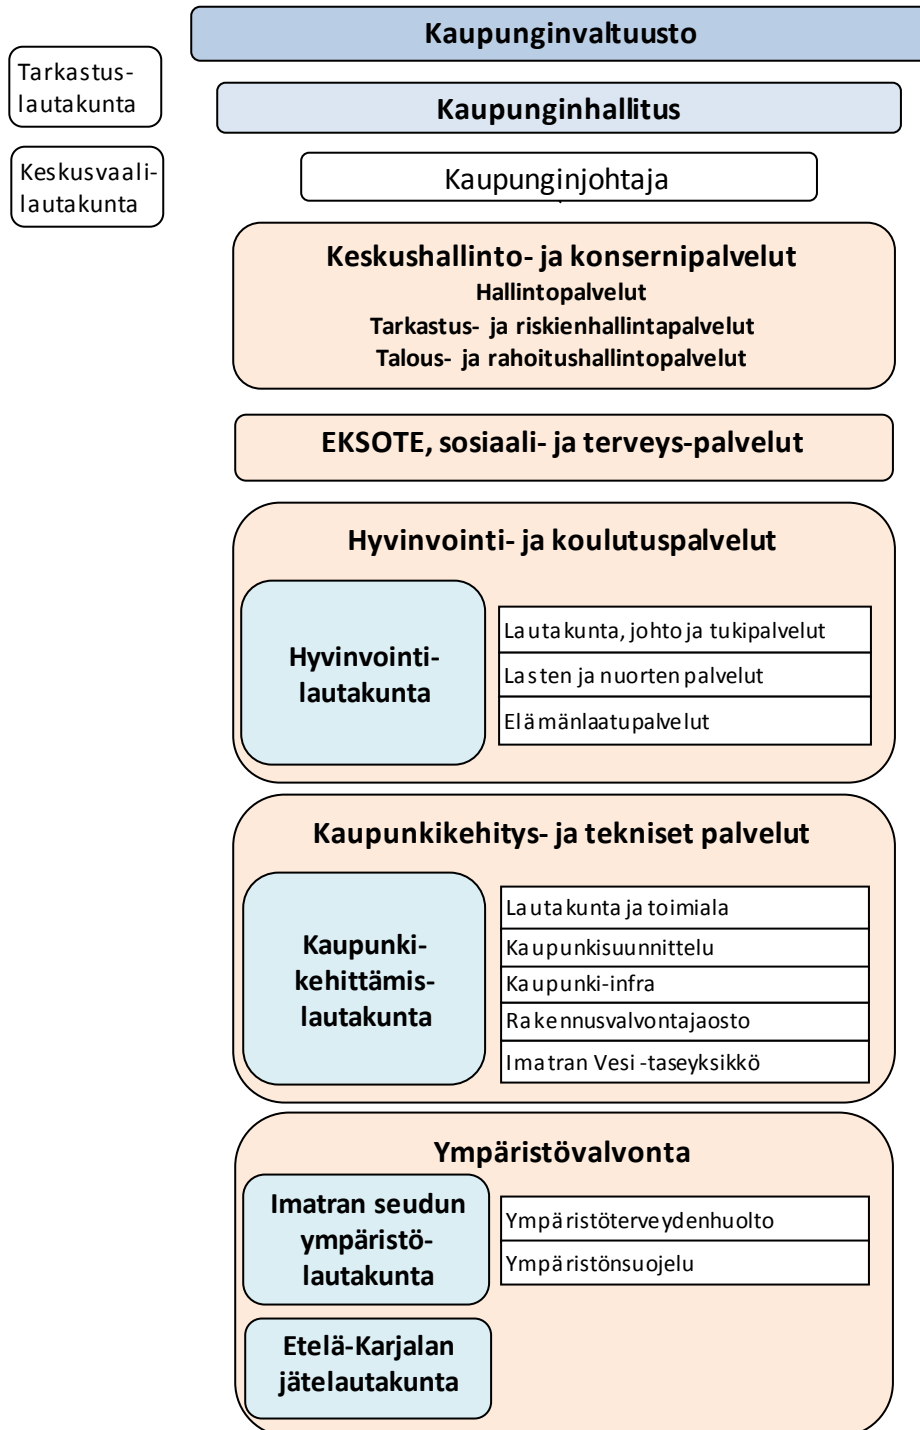 Kaupunginvaltuusto
Tarkastus-
lautakunta
Kaupunginhallitus
Keskusvaali-
lautakunta
Kaupunginjohtaja
Keskushallinto- ja konsernipalvelut
Hallintopalvelut
Tarkastus- ja riskienhallintapalvelut
Talous- ja rahoitushallintopalvelut
EKSOTE, sosiaali- ja terveys-palvelut
Hyvinvointi- ja koulutuspalvelut
Hyvinvointi-
lautakunta
Lautakunta, johto ja tukipalvelut
Lasten ja nuorten palvelut
Elämänlaatupalvelut
Kaupunkikehitys- ja tekniset palvelut
Kaupunki-
kehittämis-
lautakunta
Lautakunta ja toimiala
Kaupunkisuunnittelu
Kaupunki-infra
Rakennusvalvontajaosto
Imatran Vesi -taseyksikkö
Ympäristövalvonta
Imatran seudun
ympäristö-
lautakunta
Ympäristöterveydenhuolto
Ympäristönsuojelu
Etelä-Karjalan
jätelautakunta